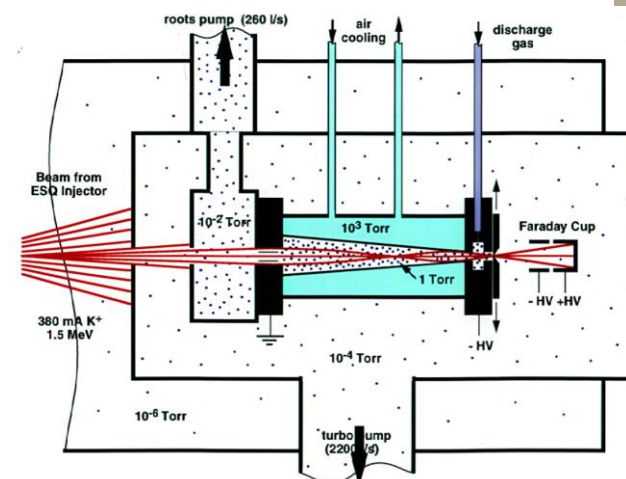 roots pump (260 l/s)
air
cooling
discharge
gas
Beam from
ESQ Injector
10⁻² Torr
10³ Torr
Faraday Cup
1 Torr
- HV +HV
380 mA K⁺
1.5 MeV
- HV
10⁻⁴ Torr
10⁻⁶ Torr
turbo pump
(2200 l/s)